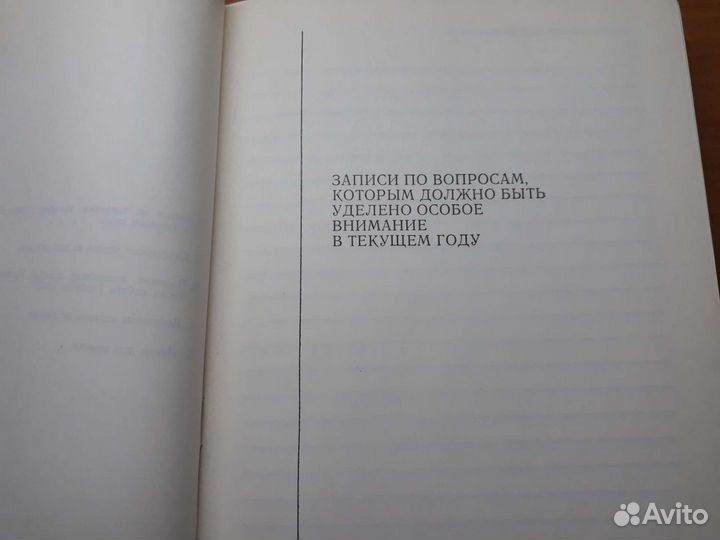 ЗАПИСИ ПО ВОПРОСАМ,
КОТОРЫМ ДОЛЖНО БЫТЬ
УДЕЛЕНО ОСОБОЕ
ВНИМАНИЕ
В ТЕКУЩЕМ ГОДУ
Avito